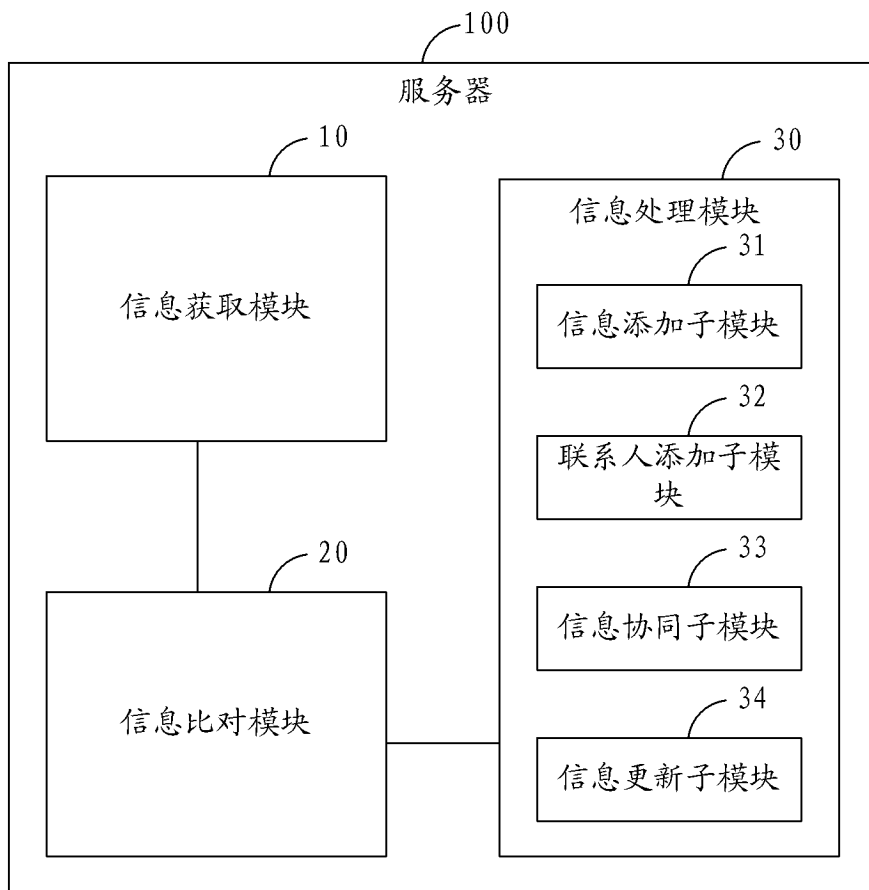 100
服务器
10
信息获取模块
20
信息比对模块
30
信息处理模块
31
信息添加子模块
32
联系人添加子模
块
33
信息协同子模块
34
信息更新子模块